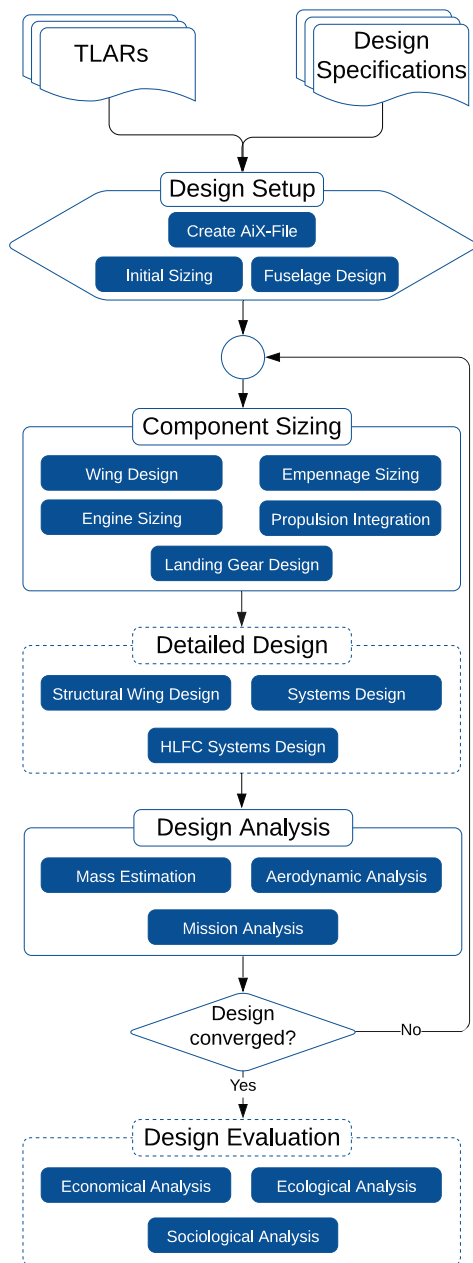 TLARs
Design
Specifications
Design Setup
Create AiX-File
Initial Sizing
Fuselage Design
Component Sizing
Wing Design
Empennage Sizing
Engine Sizing
Propulsion Integration
Landing Gear Design
Detailed Design
Structural Wing Design
Systems Design
HLFC Systems Design
Design Analysis
Mass Estimation
Aerodynamic Analysis
Mission Analysis
Design
converged?
No
Yes
Design Evaluation
Economical Analysis
Ecological Analysis
Sociological Analysis